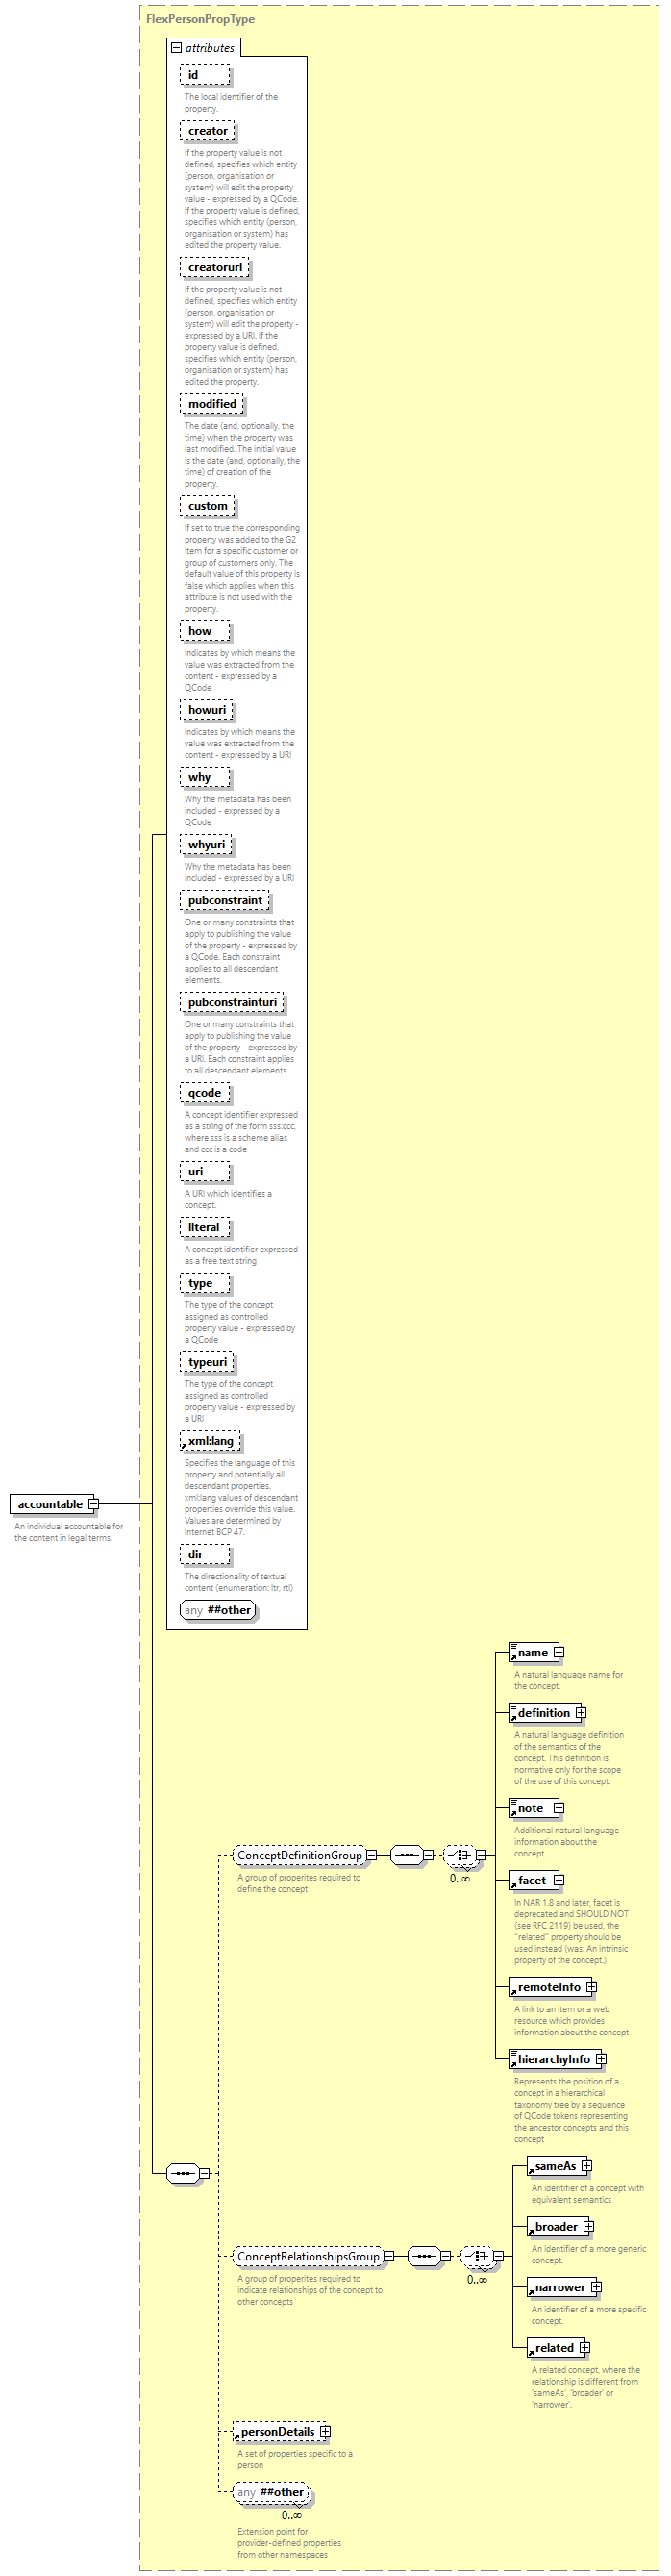 FlexPersonPropType
attributes
id
The local identifier of the
property.
creator
If the property value is not
defined, specifies which entity
(person, organisation or
system) will edit the property
value - expressed by a QCode.
If the property value is defined,
specifies which entity (person,
organisation or system) has
edited the property value.
creatoruri
If the property value is not
defined, specifies which entity
(person, organisation or
system) will edit the property -
expressed by a URI. If the
property value is defined,
specifies which entity (person,
organisation or system) has
edited the property.
modified
The date (and, optionally, the
time) when the property was
last modified. The initial value
is the date (and, optionally, the
time) of creation of the
property.
custom
If set to true the corresponding
property was added to the G2
Item for a specific customer or
group of customers only. The
default value of this property is
false which applies when this
attribute is not used with the
property.
how
Indicates by which means the
value was extracted from the
content - expressed by a
QCode
howuri
Indicates by which means the
value was extracted from the
content - expressed by a URI
why
Why the metadata has been
included - expressed by a
QCode
whyuri
Why the metadata has been
included - expressed by a URI
pubconstraint
One or many constraints that
apply to publishing the value
of the property - expressed by
a QCode. Each constraint
applies to all descendant
elements.
pubconstrainturi
One or many constraints that
apply to publishing the value
of the property - expressed by
a URI. Each constraint applies
to all descendant elements.
qcode
A concept identifier expressed
as a string of the form sss:ccc,
where sss is a scheme alias
and ccc is a code
uri
A URI which identifies a
concept.
literal
A concept identifier expressed
as a free text string
type
The type of the concept
assigned as controlled
property value - expressed by
a QCode
typeuri
The type of the concept
assigned as controlled
property value - expressed by
a URI
xml:lang
Specifies the language of this
property and potentially all
descendant properties.
xml:lang values of descendant
properties override this value.
Values are determined by
Internet BCP 47.
dir
The directionality of textual
content (enumeration: ltr, rtl)
any ##other
accountable
An individual accountable for
the content in legal terms.
ConceptDefinitionGroup
0..∞
A group of properites required to
define the concept
name
A natural language name for
the concept.
definition
A natural language definition
of the semantics of the
concept. This definition is
normative only for the scope
of the use of this concept.
note
Additional natural language
information about the
concept.
facet
In NAR 1.8 and later, facet is
deprecated and SHOULD NOT
(see RFC 2119) be used, the
"related" property should be
used instead (was: An intrinsic
property of the concept.)
remoteInfo
A link to an item or a web
resource which provides
information about the concept
hierarchyInfo
Represents the position of a
concept in a hierarchical
taxonomy tree by a sequence
of QCode tokens representing
the ancestor concepts and this
concept
ConceptRelationshipsGroup
0..∞
A group of properites required to
indicate relationships of the concept to
other concepts
sameAs
An identifier of a concept with
equivalent semantics
broader
An identifier of a more generic
concept.
narrower
An identifier of a more specific
concept.
related
A related concept, where the
relationship is different from
'sameAs', 'broader' or
'narrower'.
personDetails
A set of properties specific to a
person
any ##other
0..∞
Extension point for
provider-defined properties
from other namespaces